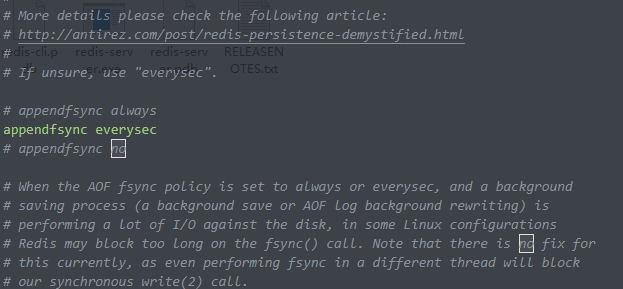 #
# More details please check the following article:
# http://antirez.com/post/redis-persistence-demystified.html
#
# If unsure, use "everysec".
# appendfsync always
appendfsync everysec
# appendfsync no
# When the AOF fsync policy is set to always or everysec, and a background
# saving process (a background save or AOF log background rewriting) is
# performing a lot of I/O against the disk, in some Linux configurations
# Redis may block too long on the fsync() call. Note that there is no fix for
# this currently, as even performing fsync in a different thread will block
# our synchronous write(2) call.
redis-serv
redis-serv
RELEASEN
OTES.txt